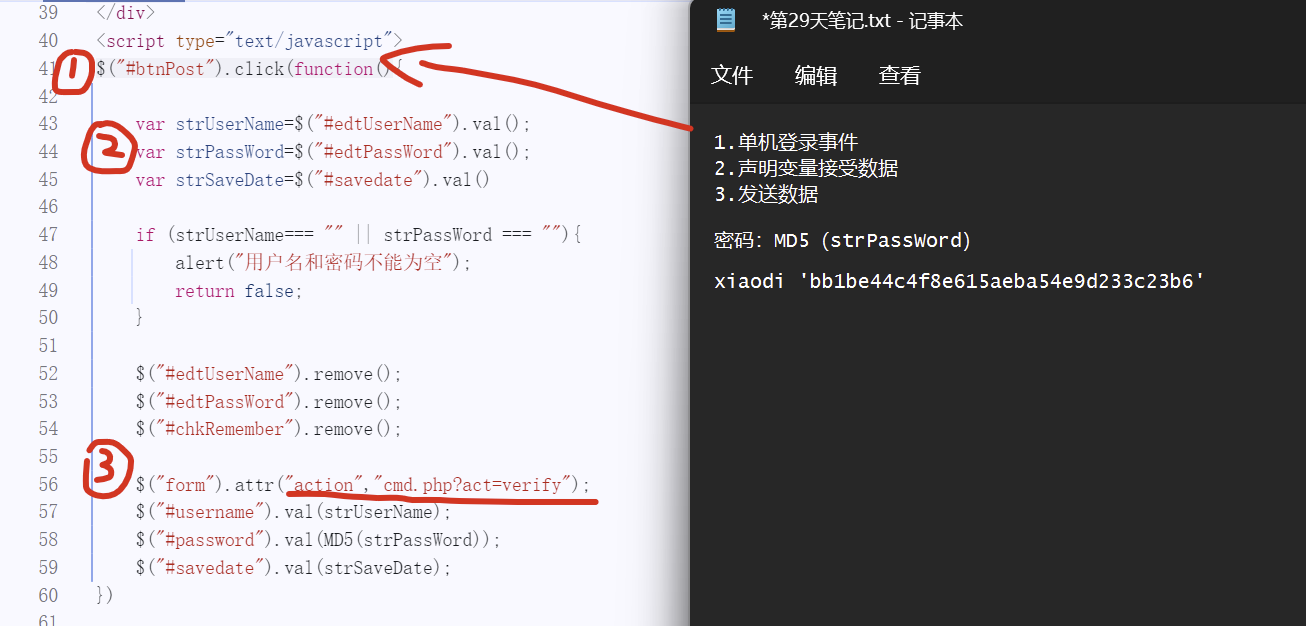 39 </div>
40 <script type="text/javascript">
41 $("#btnPost").click(function(){
42
43 var strUserName=$("#edtUserName").val();
44 var strPassWord=$("#edtPassWord").val();
45 var strSaveDate=$("#savedate").val()
46
47 if (strUserName=== "" || strPassWord === ""){
48 alert("用户名和密码不能为空");
49 return false;
50 }
51
52 $("#edtUserName").remove();
53 $("#edtPassWord").remove();
54 $("#chkRemember").remove();
55
56 $("form").attr("action","cmd.php?act=verify");
57 $("#username").val(strUserName);
58 $("#password").val(MD5(strPassWord));
59 $("#savedate").val(strSaveDate);
60 })
61
1
2
3
*第29天笔记.txt - 记事本
文件 编辑 查看
1.单机登录事件
2.声明变量接受数据
3.发送数据
密码：MD5（strPassWord）
xiaodi 'bb1be44c4f8e615aeba54e9d233c23b6'